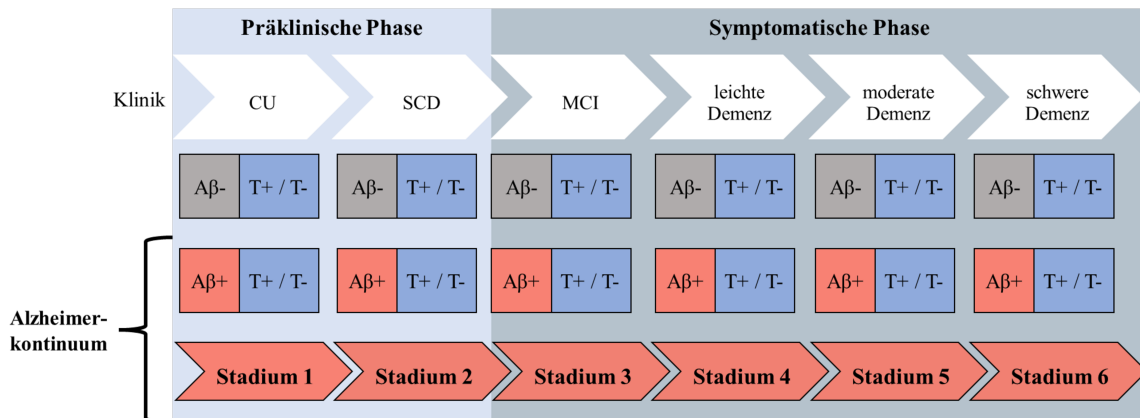 Präklinische Phase
Symptomatische Phase
Klinik
CU
SCD
MCI
leichte
Demenz
moderate
Demenz
schwere
Demenz
Aβ- T+ / T- Aβ- T+ / T- Aβ- T+ / T- Aβ- T+ / T- Aβ- T+ / T- Aβ- T+ / T-
Aβ+ T+ / T- Aβ+ T+ / T- Aβ+ T+ / T- Aβ+ T+ / T- Aβ+ T+ / T- Aβ+ T+ / T-
Alzheimer-
kontinuum
Stadium 1 Stadium 2 Stadium 3 Stadium 4 Stadium 5 Stadium 6